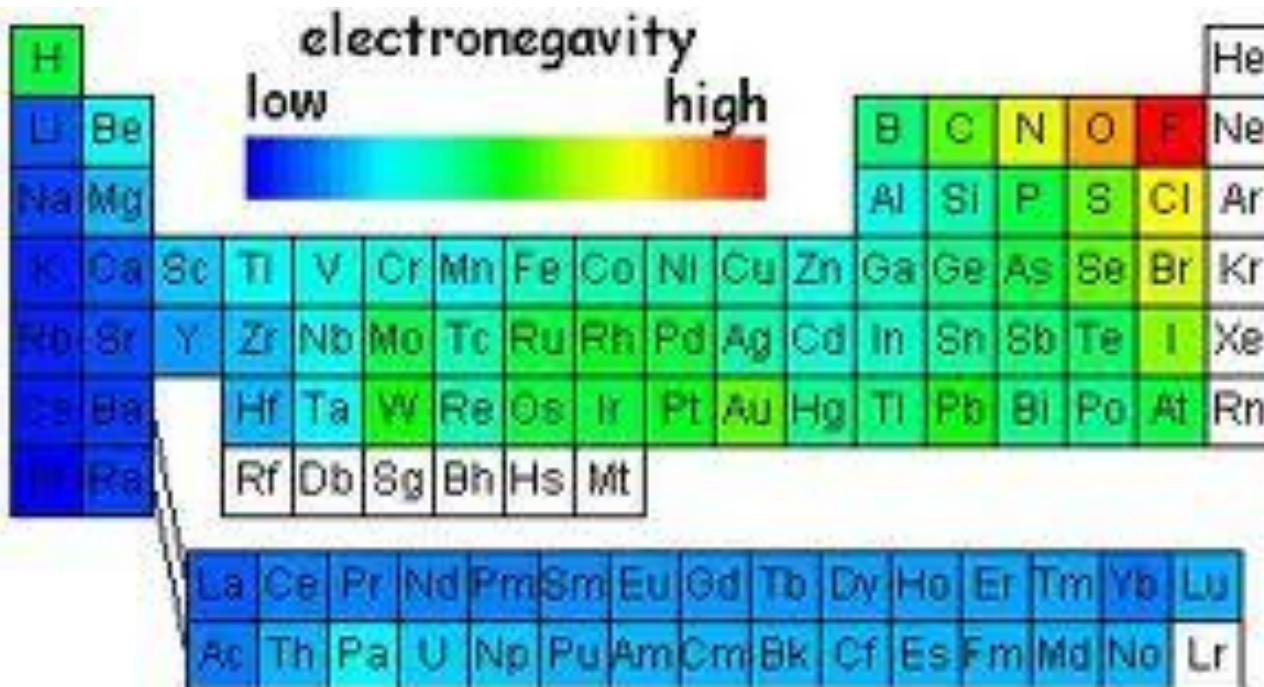 electronegavity
H He
low high
Li Be B C N O F Ne
Na Mg Al Si P S Cl Ar
K Ca Sc Ti V Cr Mn Fe Co Ni Cu Zn Ga Ge As Se Br Kr
Rb Sr Y Zr Nb Mo Tc Ru Rh Pd Ag Cd In Sn Sb Te I Xe
Cs Ba Hf Ta W Re Os Ir Pt Au Hg Tl Pb Bi Po At Rn
Ra Rf Db Sg Bh Hs Mt
La Ce Pr Nd Pm Sm Eu Gd Tb Dy Ho Er Tm Yb Lu
Ac Th Pa U Np Pu Am Cm Bk Cf Es Fm Md No Lr